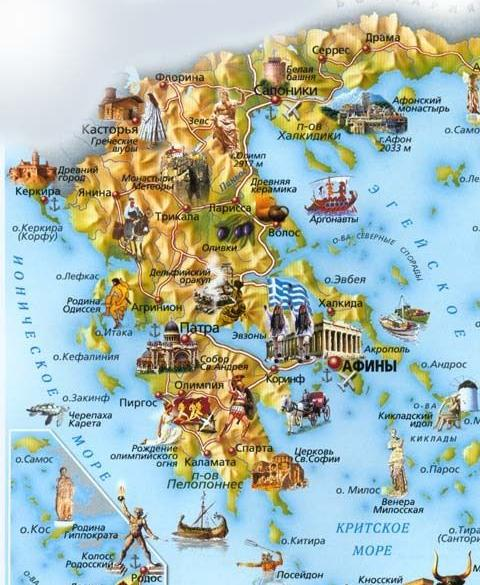 Драма
Серрес
Флорина
Белая
башня
Салоники
Афонский
монастырь
Касторья
Греческие
шубы
Зевс
п-ов
Халкидики
г.Афон
2033 м
г.Олимп
2917 м
Древний
город
Керкира
Янина
Монастыри
Метеоры
Древняя
керамика
Аргонавты
Трикала
Ларисса
о.Керкира
(Корфу)
Оливки
Волос
О-ВА СЕВЕРНЫЕ СПОРАДЫ
ЭГЕЙСКОЕ
ИОНИЧЕСКОЕ
МОРЕ
о.Лефкас
Дельфийский
оракул
о.Эвбея
Родина
Одиссея
Агринион
Халкида
о.Итака
Патра
Эвзоны
Акрополь
о.Кефалиния
Собор
Св.Андрея
АФИНЫ
о.Андрос
Олимпия
Коринф
о.Закинф
Пиргос
Черепаха
Карета
О-ВА
Кикладский
идол
КИКЛАДЫ
Рождение
олимпийского
огня
Спарта
Каламата
Церковь
Св.Софии
п-ов
Пелопоннес
о.Самос
о.Парос
о. Милос
Венера
Милосская
о.Кос
Родина
Гиппократа
КРИТСКОЕ
МОРЕ
о.Тира
(Сантори
о.Китира
Колосс
Родосский
Родос
Посейдон
Кносский